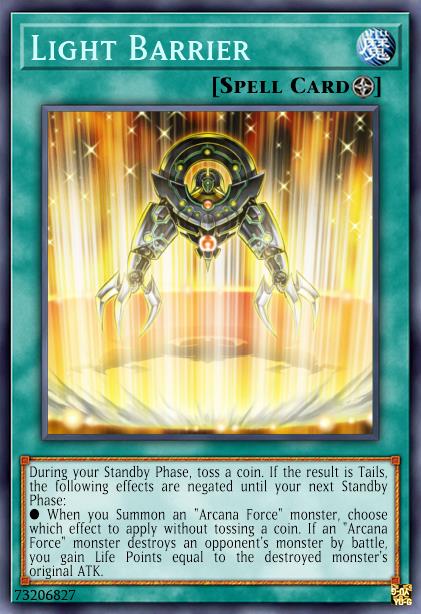 LIGHT BARRIER
魔
[SPELL CARD]
During your Standby Phase, toss a coin. If the result is Tails,
the following effects are negated until your next Standby
Phase:
● When you Summon an "Arcana Force" monster, choose
which effect to apply without tossing a coin. If an "Arcana
Force" monster destroys an opponent's monster by battle,
you gain Life Points equal to the destroyed monster's
original ATK.
73206827